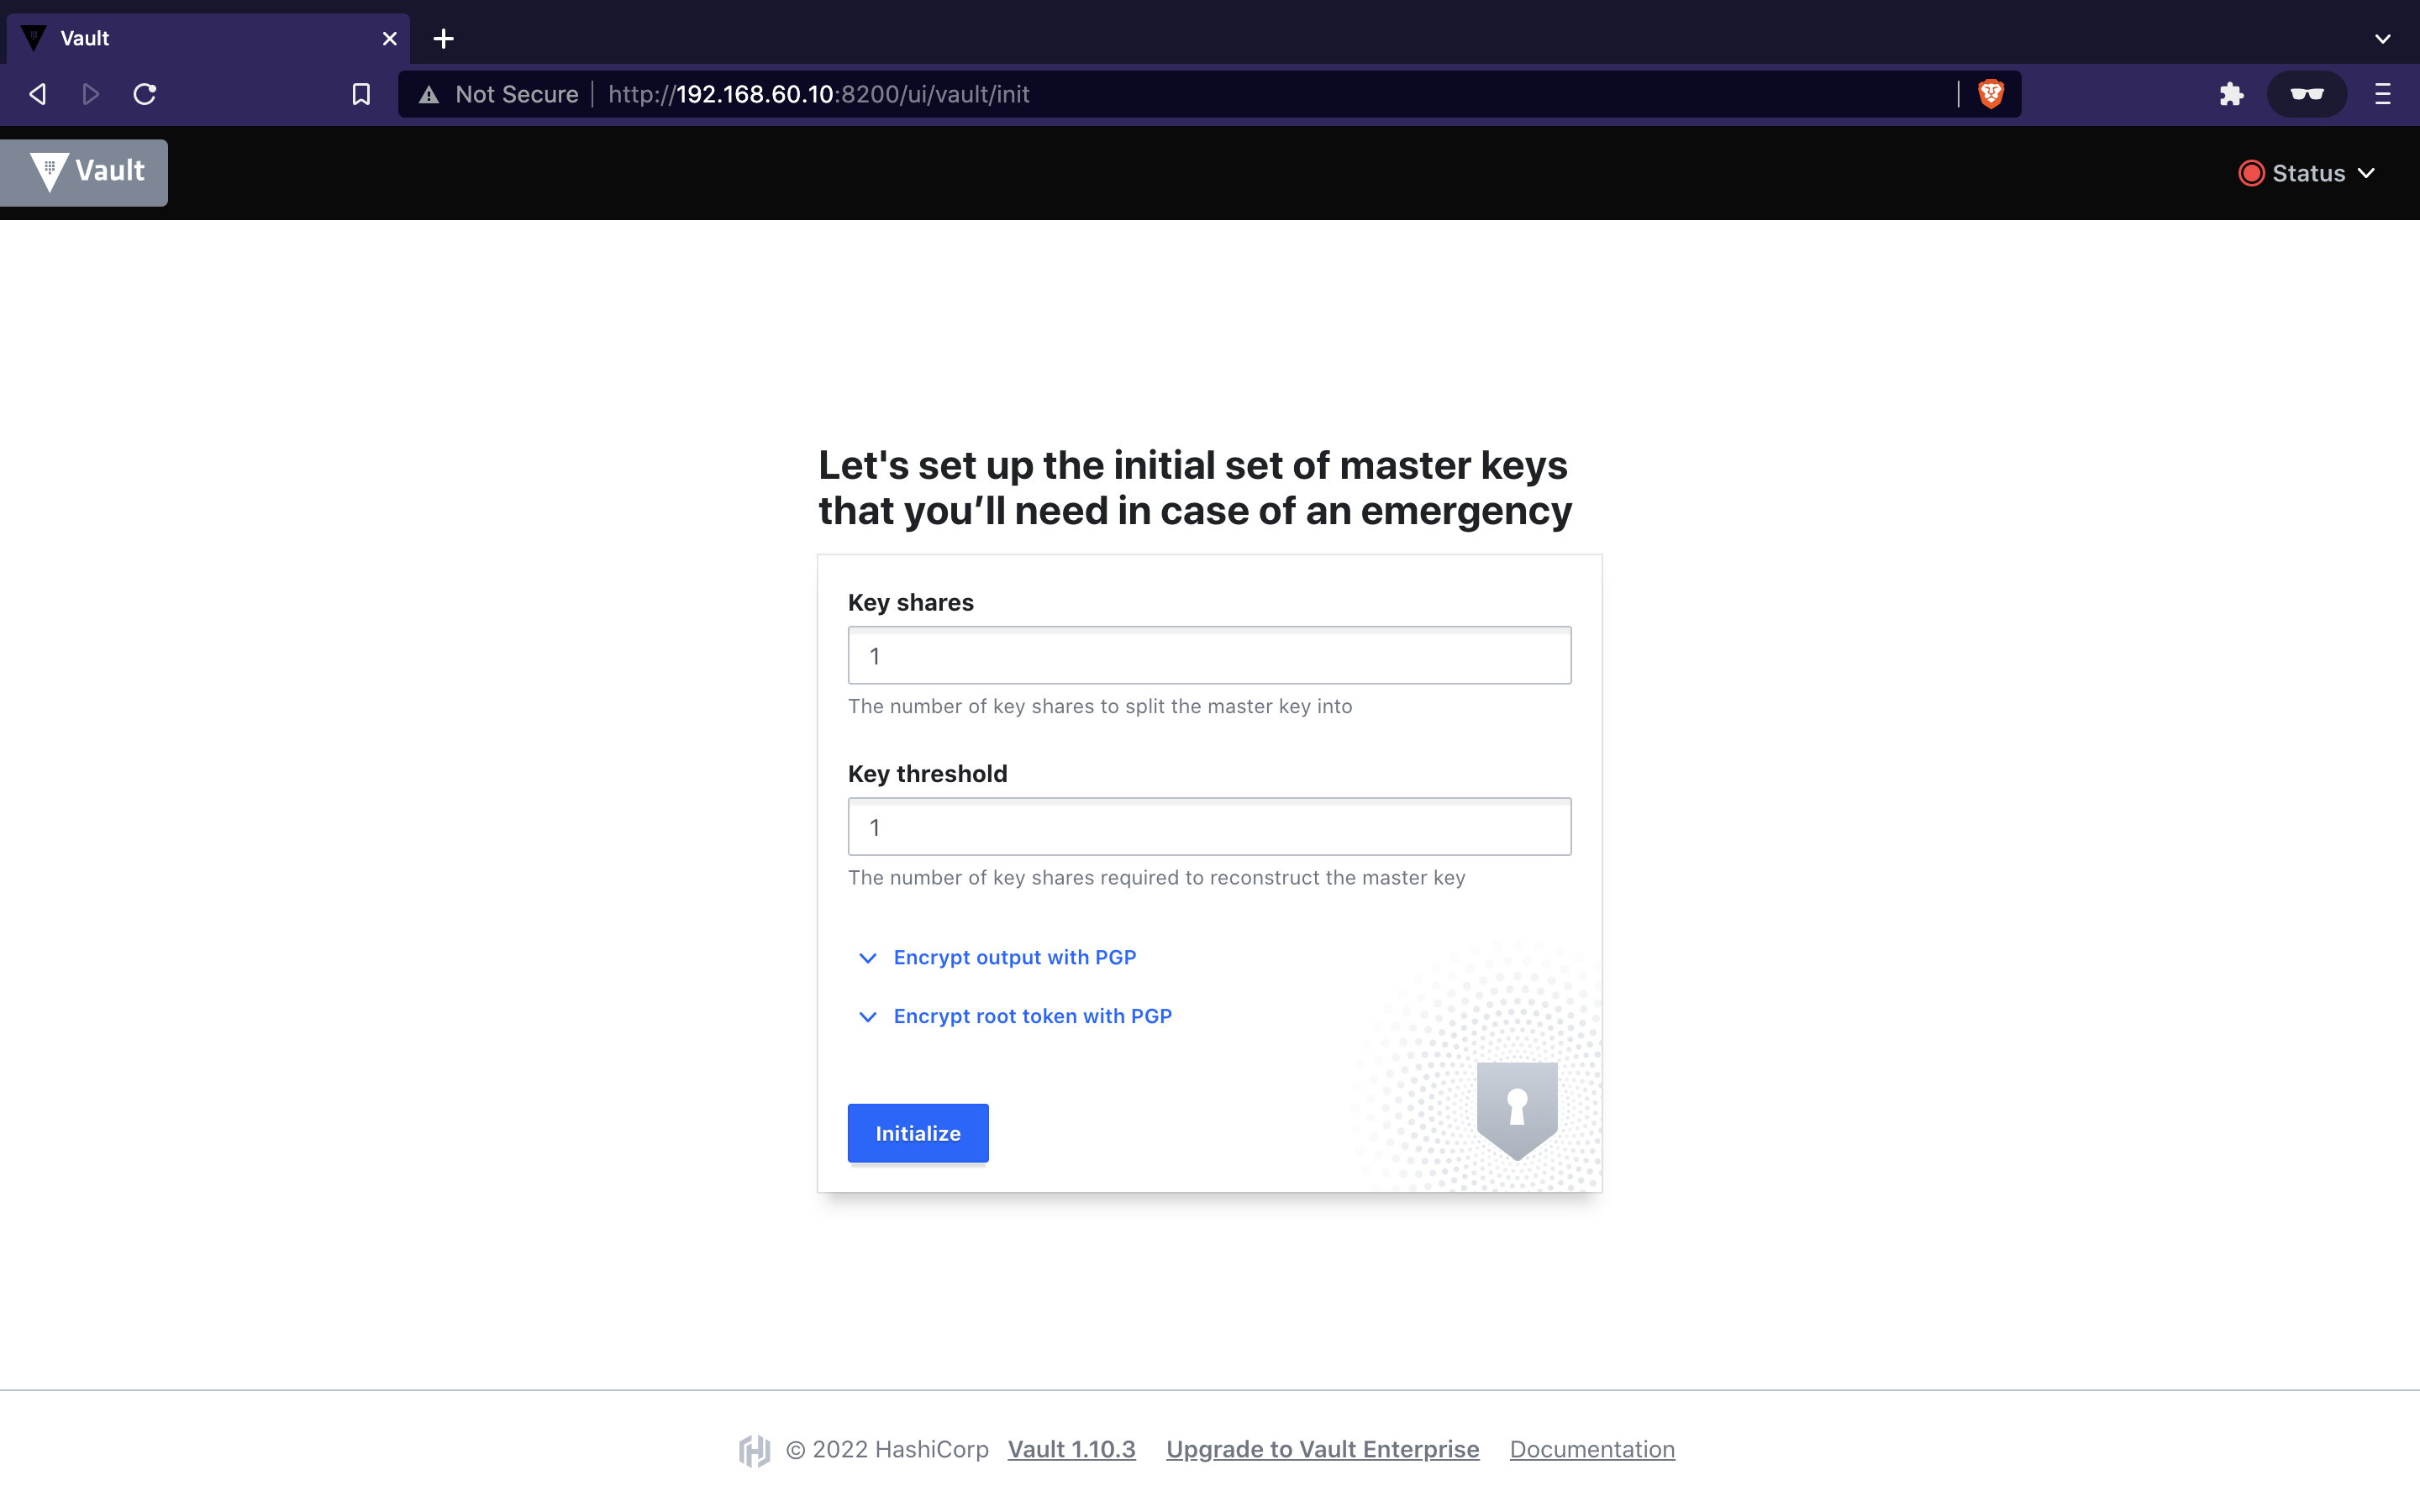 Vault
Not Secure http://192.168.60.10:8200/ui/vault/init
Vault
Status
Let's set up the initial set of master keys
that you’ll need in case of an emergency
Key shares
1
The number of key shares to split the master key into
Key threshold
1
The number of key shares required to reconstruct the master key
Encrypt output with PGP
Encrypt root token with PGP
Initialize
© 2022 HashiCorp Vault 1.10.3 Upgrade to Vault Enterprise Documentation